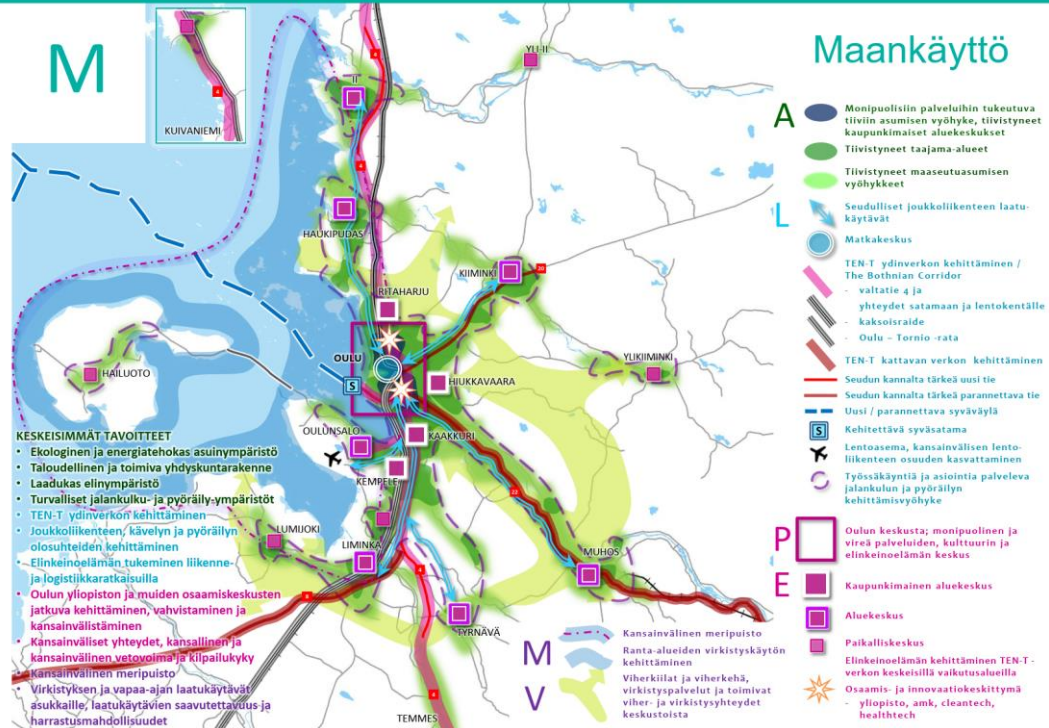 M
KUIVANIEMI
4
II
YLI-II
4
4
HAUKIPUDAS
KIIMINKI
20
RITAHARJU
OULU
HIUKKAVAARA
YLIKIIMINKI
HAILUOTO
S
OULUNSALO
KAAKKURI
KEMPELE
22
LUMIJOKI
LIMINKA
MUHOS
8
4
TYRNÄVÄ
4
TEMMES
KESKEISIMMÄT TAVOITTEET
• Ekologinen ja energiatehokas asuinympäristö
• Taloudellinen ja toimiva yhdyskuntarakenne
• Laadukas elinympäristö
• Turvalliset jalankulku- ja pyöräily-ympäristöt
• TEN-T ydinverkon kehittäminen
• Joukkoliikenteen, kävelyn ja pyöräilyn
olosuhteiden kehittäminen
• Elinkeinoelämän tukeminen liikenne-
ja logistiikkaratkaisuilla
• Oulun yliopiston ja muiden osaamiskeskusten
jatkuva kehittäminen, vahvistaminen ja
kansainvälistäminen
• Kansainväliset yhteydet, kansallinen ja
kansainvälinen vetovoima ja kilpailukyky
• Kansainvälinen meripuisto
• Virkistyksen ja vapaa-ajan laatukäytävät
asukkaille, laatukäytävien saavutettavuus ja
harrastusmahdollisuudet
Maankäyttö
A
Monipuolisiin palveluihin tukeutuva
tiiviin asumisen vyöhyke, tiivistyneet
kaupunkimaiset aluekeskukset
Tiivistyneet taajama-alueet
Tiivistyneet maaseutuasumisen
vyöhykkeet
L
Seudulliset joukkoliikenteen laatu-
käytävät
Matkakeskus
TEN-T ydinverkon kehittäminen /
The Bothnian Corridor
- valtatie 4 ja
yhteydet satamaan ja lentokentälle
- kaksoisraide
- Oulu – Tornio -rata
TEN-T kattavan verkon kehittäminen
Seudun kannalta tärkeä uusi tie
Seudun kannalta tärkeä parannettava tie
Uusi / parannettava syväväylä
S
Kehitettävä syväsatama
Lentoasema, kansainvälisen lento-
liikenteen osuuden kasvattaminen
Työssäkäyntiä ja asiointia palveleva
jalankulun ja pyöräilyn
kehittämisvyöhyke
P
Oulun keskusta; monipuolinen ja
vireä palveluiden, kulttuurin ja
elinkeinoelämän keskus
E
Kaupunkimainen aluekeskus
Aluekeskus
Paikalliskeskus
Elinkeinoelämän kehittäminen TEN-T -
verkon keskeisillä vaikutusalueilla
Osaamis- ja innovaatiokeskittymä
- yliopisto, amk, cleantech,
healthtech
M
Kansainvälinen meripuisto
Ranta-alueiden virkistyskäytön
kehittäminen
V
Viherkiilat ja viherkehä,
virkistyspalvelut ja toimivat
viher- ja virkistysyhteydet
keskustoista